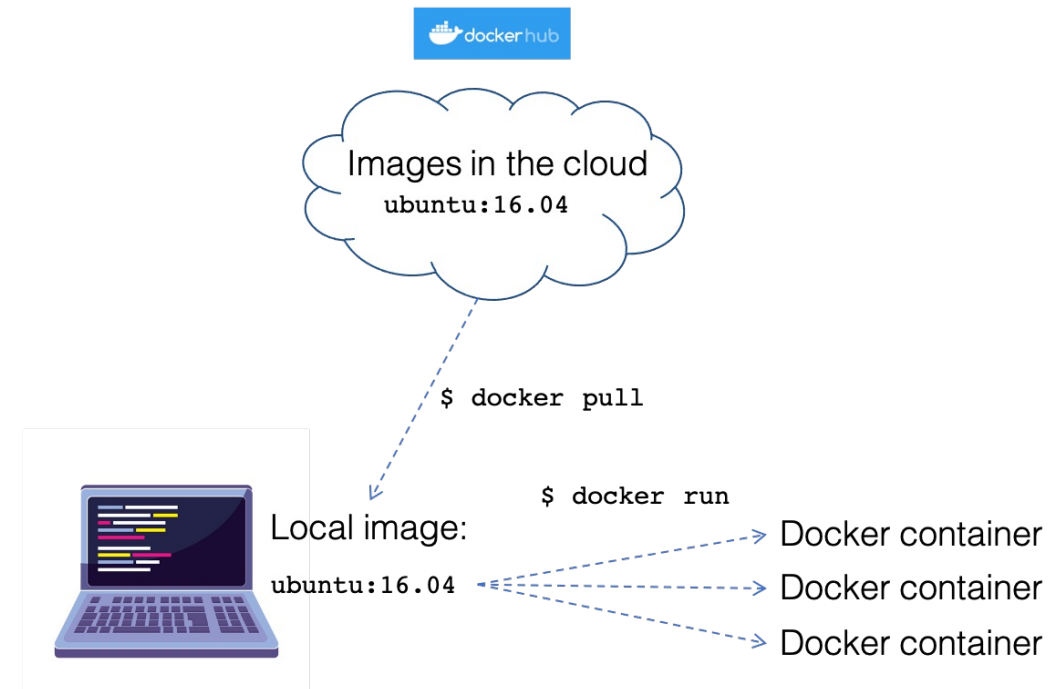 dockerhub
Images in the cloud
ubuntu:16.04
$ docker pull
$ docker run
Local image:
ubuntu:16.04
Docker container
Docker container
Docker container